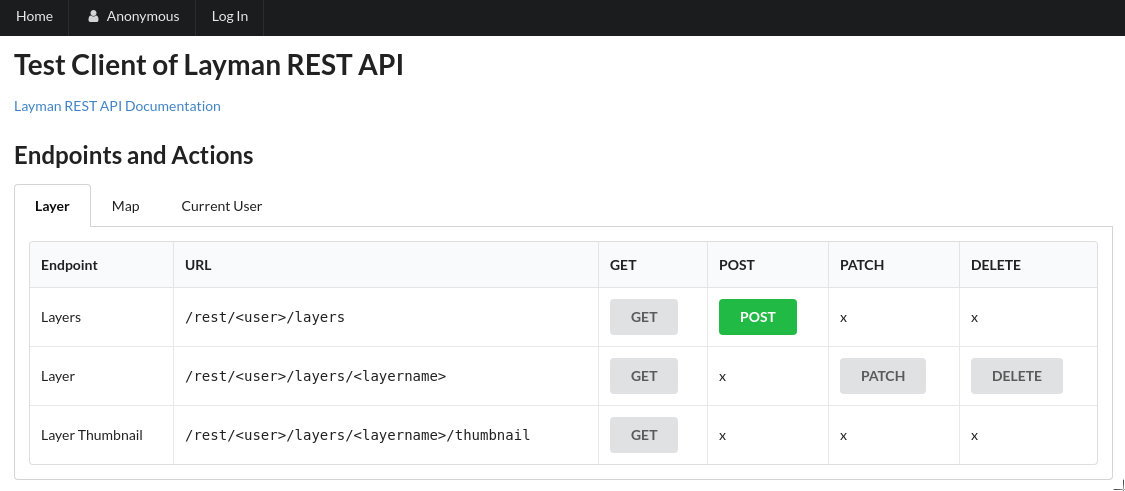 Home Anonymous Log In
Test Client of Layman REST API
Layman REST API Documentation
Endpoints and Actions
Layer Map Current User
Endpoint URL GET POST PATCH DELETE
Layers /rest/<user>/layers GET POST x x
Layer /rest/<user>/layers/<layername> GET x PATCH DELETE
Layer Thumbnail /rest/<user>/layers/<layername>/thumbnail GET x x x